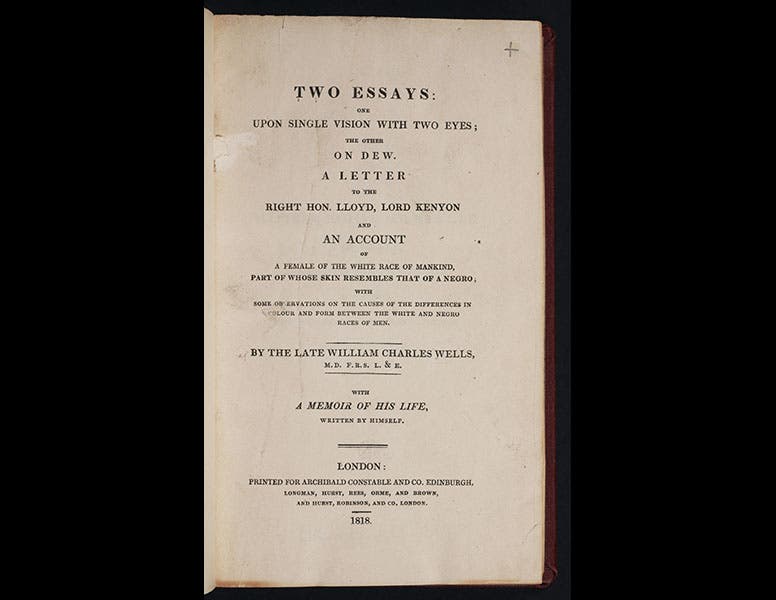 TWO ESSAYS:
ONE
UPON SINGLE VISION WITH TWO EYES;
THE OTHER
ON DEW.
A LETTER
TO THE
RIGHT HON. LLOYD, LORD KENYON
AND
AN ACCOUNT
OF
A FEMALE OF THE WHITE RACE OF MANKIND,
PART OF WHOSE SKIN RESEMBLES THAT OF A NEGRO;
WITH
SOME OBSERVATIONS ON THE CAUSES OF THE DIFFERENCES IN
COLOUR AND FORM BETWEEN THE WHITE AND NEGRO
RACES OF MEN.
BY THE LATE WILLIAM CHARLES WELLS,
M.D. F.R.S. L. & E.
WITH
A MEMOIR OF HIS LIFE,
WRITTEN BY HIMSELF.
LONDON:
PRINTED FOR ARCHIBALD CONSTABLE AND CO. EDINBURGH,
LONGMAN, HURST, REES, ORME, AND BROWN,
AND HURST, ROBINSON, AND CO. LONDON.
1818.